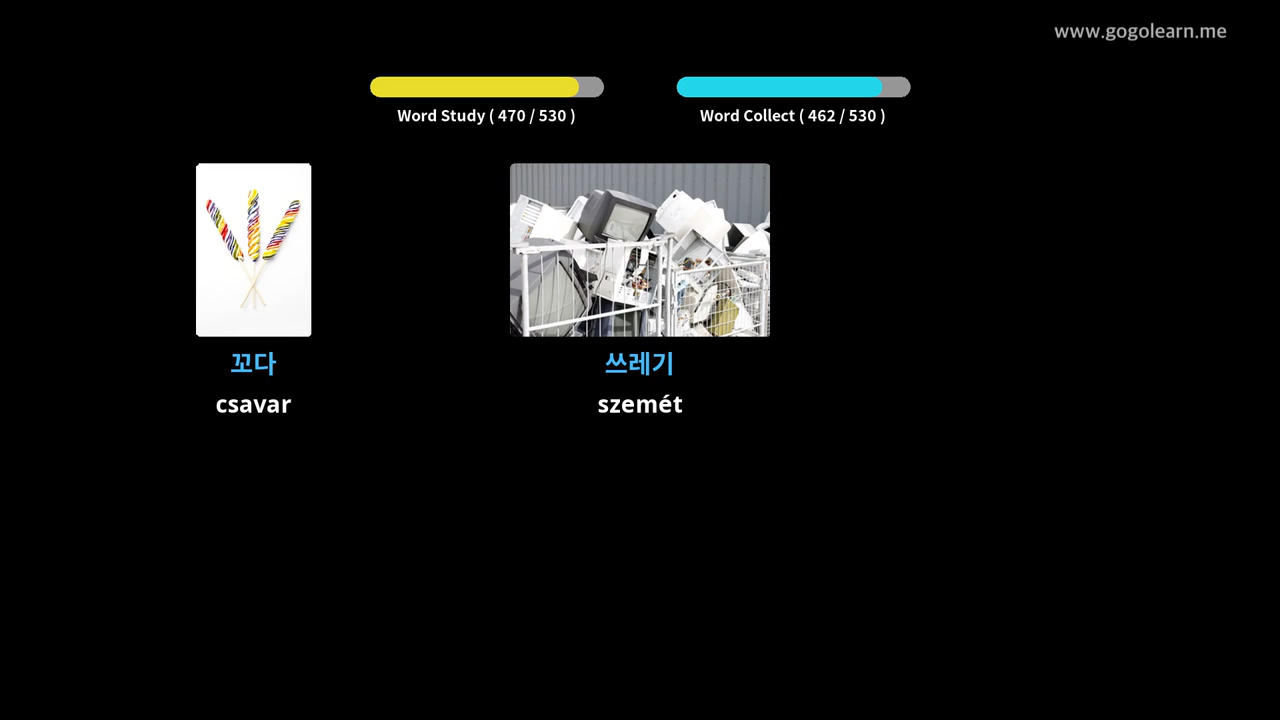 www.gogolearn.me
Word Study ( 470 / 530 )
Word Collect ( 462 / 530 )
꼬다
csavar
쓰레기
szemét